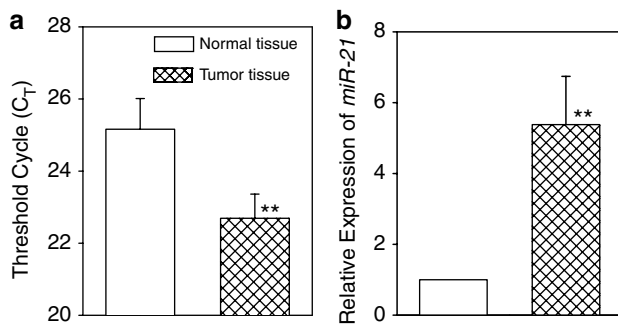 a
Threshold Cycle (CT)
28
26
24
22
20
Normal tissue
Tumor tissue
**
b
Relative Expression of miR-21
8
6
4
2
0
**